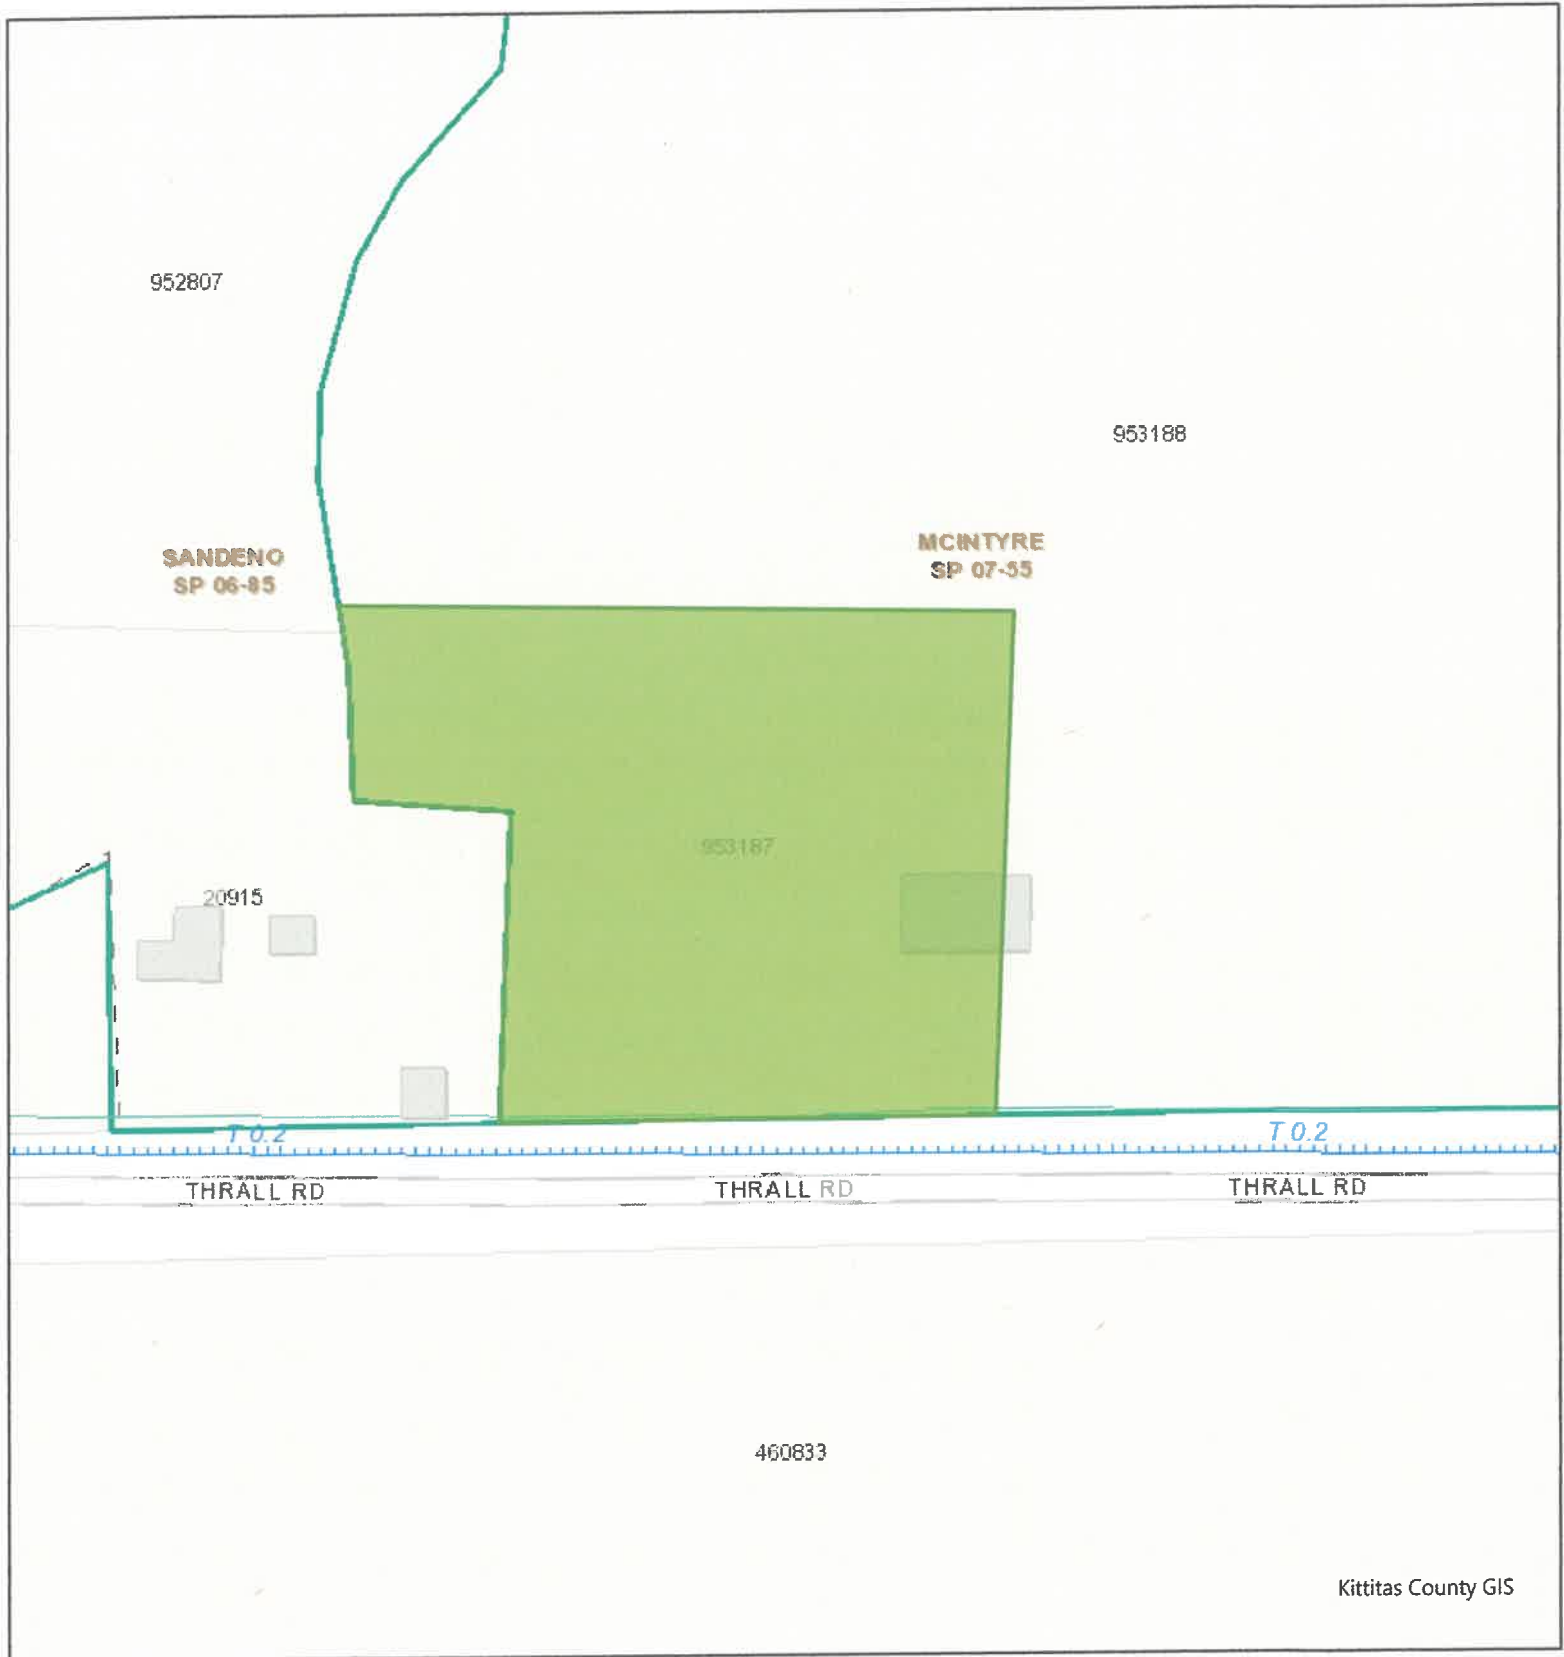 952807
953188
SANDENO
SP 06-85
MCINTYRE
SP 07-55
953187
20915
T 0.2
T 0.2
THRALL RD
THRALL RD
THRALL RD
460833
Kittitas County GIS